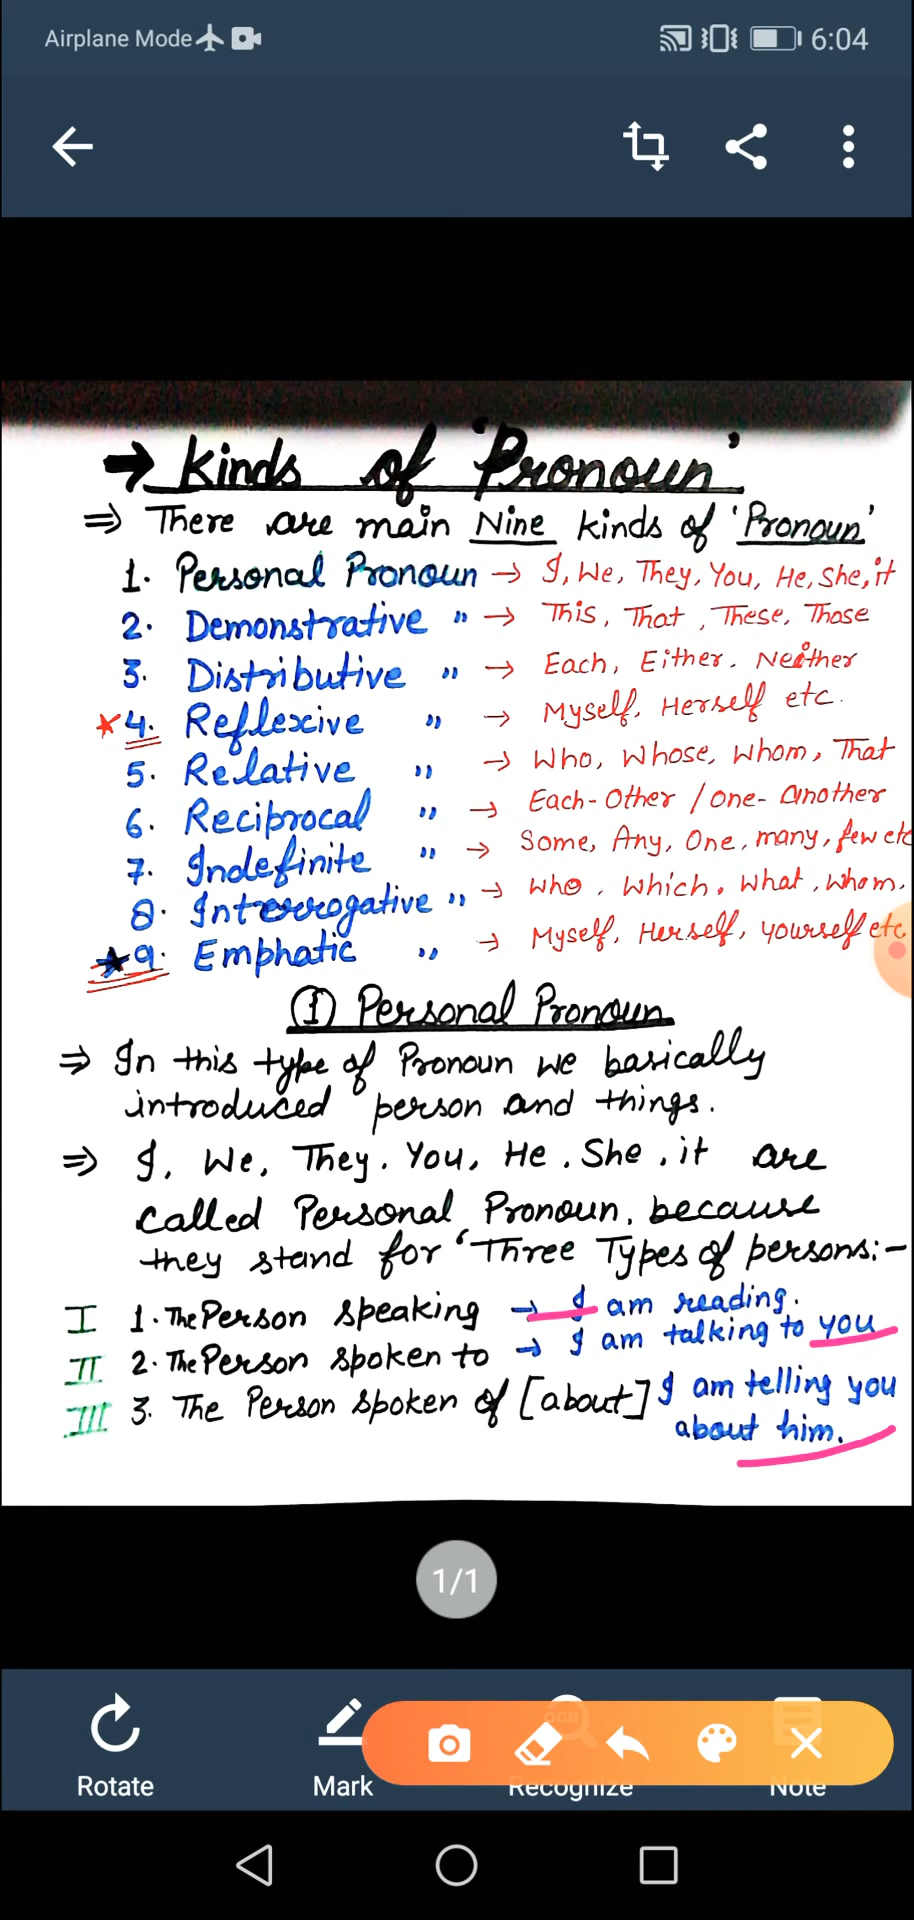 Airplane Mode 6:04
→ Kinds of 'Pronoun'
⇒ There are main Nine kinds of 'Pronoun'
1. Personal Pronoun → I, We, They, You, He, She, it
2. Demonstrative " → This, That, These, Those
3. Distributive " → Each, Either, Neither
★ 4. Reflexive " → Myself, Herself etc.
5. Relative " → Who, Whose, Whom, That
6. Reciprocal " → Each-Other / One-Another
7. Indefinite " → Some, Any, One, many, few etc
8. Interrogative " → Who, Which, What, Whom.
★ 9. Emphatic " → Myself, Herself, Yourself etc
① Personal Pronoun
⇒ In this type of Pronoun we basically
introduced person and things.
⇒ I, We, They, You, He, She, it are
called Personal Pronoun, because
they stand for 'Three Types of persons:-
I 1. The Person speaking → I am reading.
II 2. The Person spoken to → I am talking to you
III 3. The Person spoken of [about] I am telling you
about him.
1/1
Rotate Mark Recognize Note